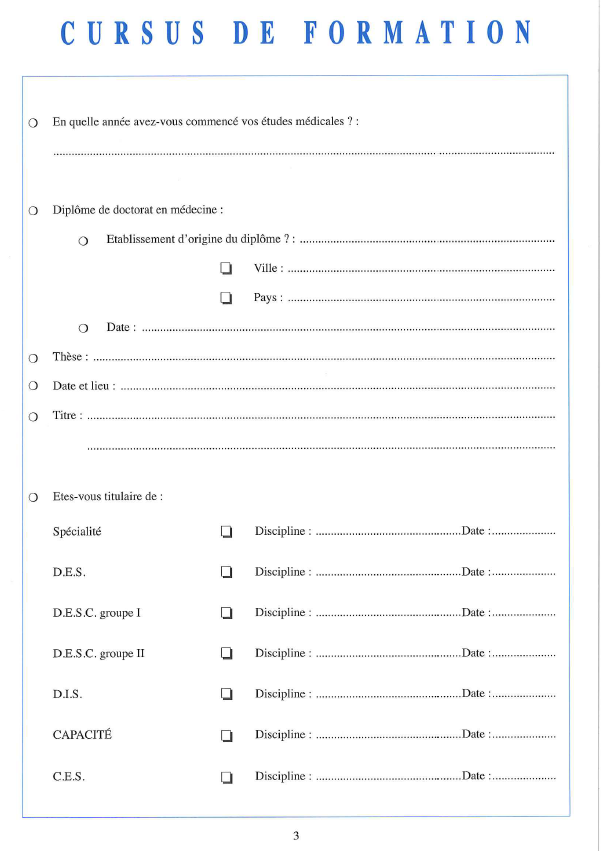 CURSUS DE FORMATION
En quelle année avez-vous commencé vos études médicales ? : 
Diplôme de doctorat en médecine :
Etablissement d'origine du diplôme ? :
Ville :
Pays :
Date :
Thèse :
Date et lieu :
Titre :
Etes-vous titulaire de :
Spécialité Discipline : Date :
D.E.S. Discipline : Date :
D.E.S.C. groupe I Discipline : Date :
D.E.S.C. groupe II Discipline : Date :
D.I.S. Discipline : Date :
CAPACITÉ Discipline : Date :
C.E.S. Discipline : Date :
3